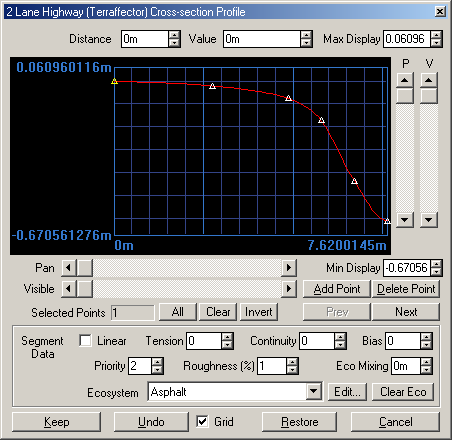 2 Lane Highway (Terraffector) Cross-section Profile
Distance 0m Value 0m Max Display 0.06096
0.060960116m P V
-0.670561276m
0m 7.6200145m
Pan Min Display -0.67056
Visible Add Point Delete Point
Selected Points 1 All Clear Invert Prev Next
Segment Data Linear Tension 0 Continuity 0 Bias 0
Priority 2 Roughness (%) 1 Eco Mixing 0m
Ecosystem Asphalt Edit... Clear Eco
Keep Undo Grid Restore Cancel